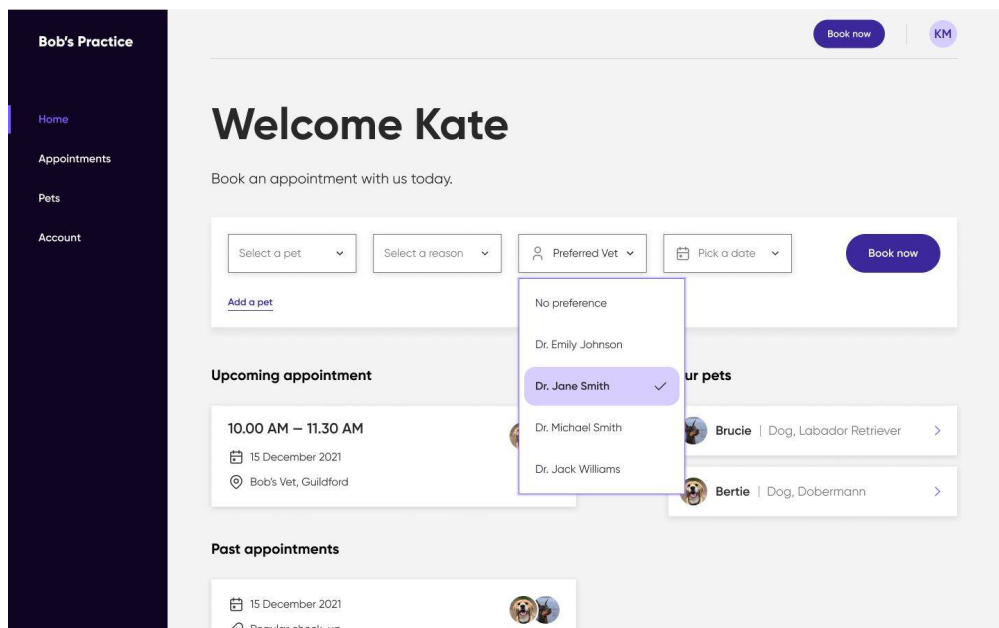 Bob's Practice
Book now
KM
Home
Appointments
Pets
Account
Welcome Kate
Book an appointment with us today.
Select a pet
Select a reason
Preferred Vet
Pick a date
Book now
Add a pet
No preference
Dr. Emily Johnson
Dr. Jane Smith
Dr. Michael Smith
Dr. Jack Williams
Upcoming appointment
10.00 AM — 11.30 AM
15 December 2021
Bob's Vet, Guildford
ur pets
Brucie | Dog, Labador Retriever
Bertie | Dog, Dobermann
Past appointments
15 December 2021
Regular check-up